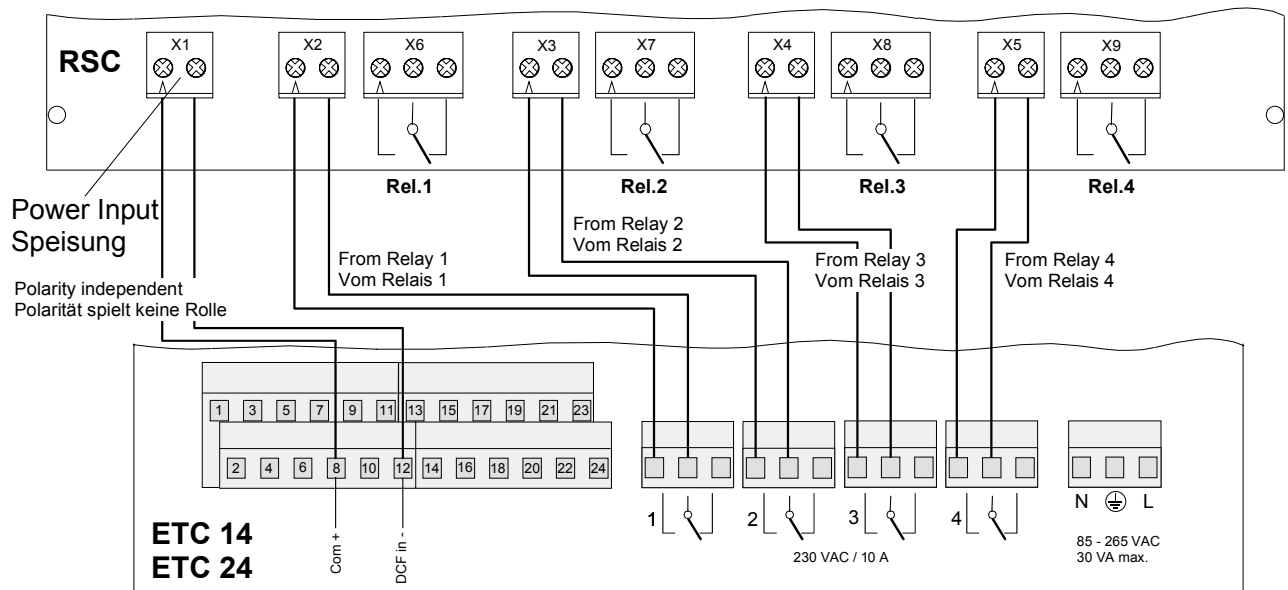 RSC
X1
X2
X6
X3
X7
X4
X8
X5
X9
Rel.1
Rel.2
Rel.3
Rel.4
Power Input
Speisung
Polarity independent
Polarität spielt keine Rolle
From Relay 1
Vom Relais 1
From Relay 2
Vom Relais 2
From Relay 3
Vom Relais 3
From Relay 4
Vom Relais 4
1 3 5 7 9 11 13 15 17 19 21 23
2 4 6 8 10 12 14 16 18 20 22 24
ETC 14
ETC 24
Com +
DCF in -
1
2
3
4
230 VAC / 10 A
N L
85 - 265 VAC
30 VA max.